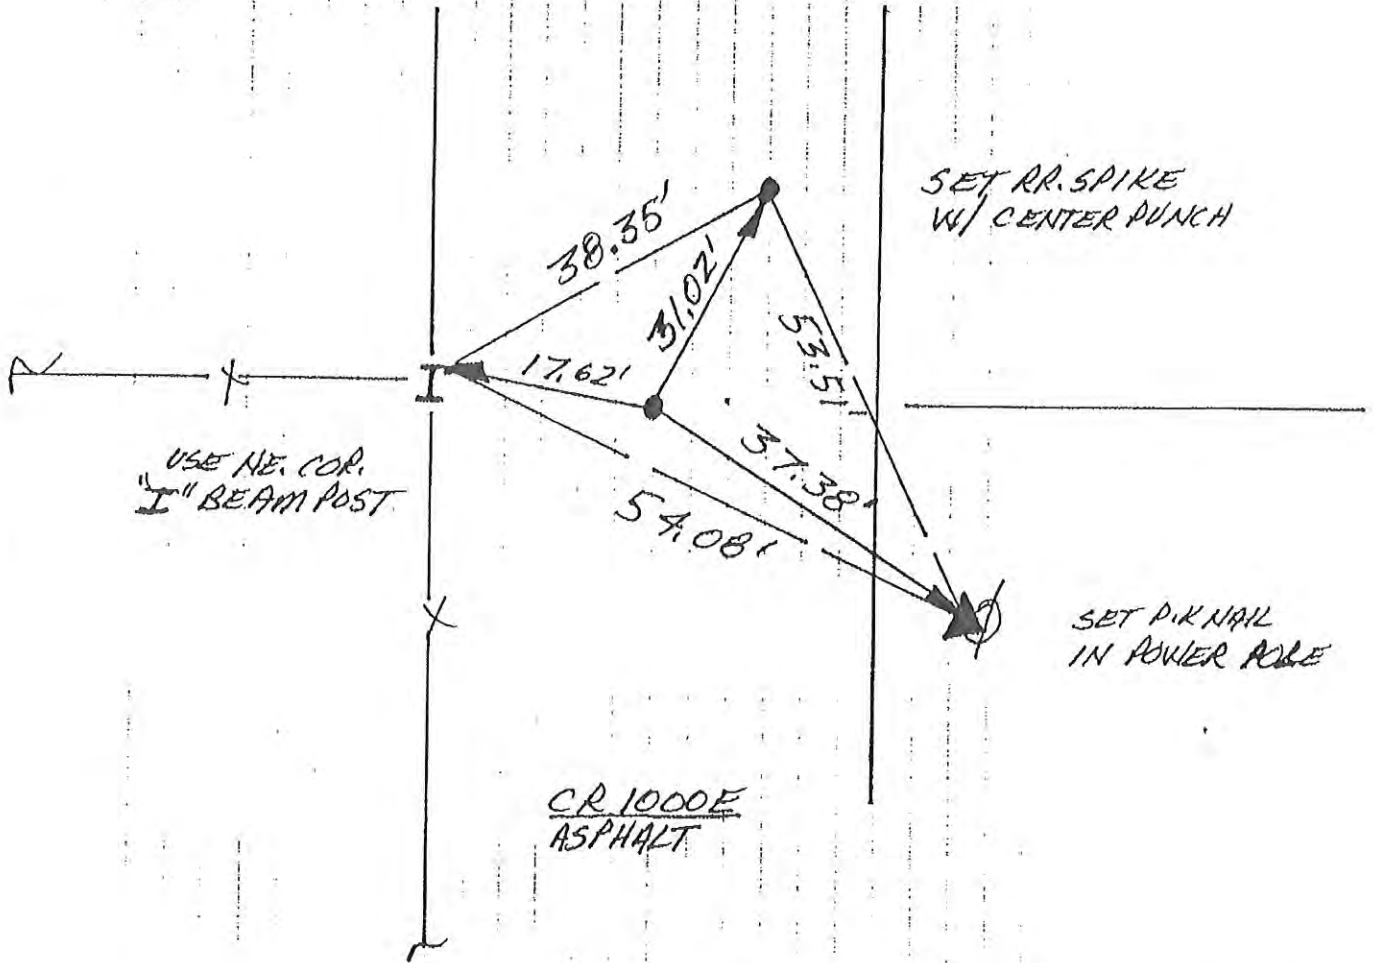 SET RR. SPIKE
W/ CENTER PUNCH
38.35'
31.02'
17.62'
53.51
37.38'
54.08'
USE NE. COR.
"I" BEAM POST
SET P.K NAIL
IN POWER POLE
CR 1000E
ASPHALT